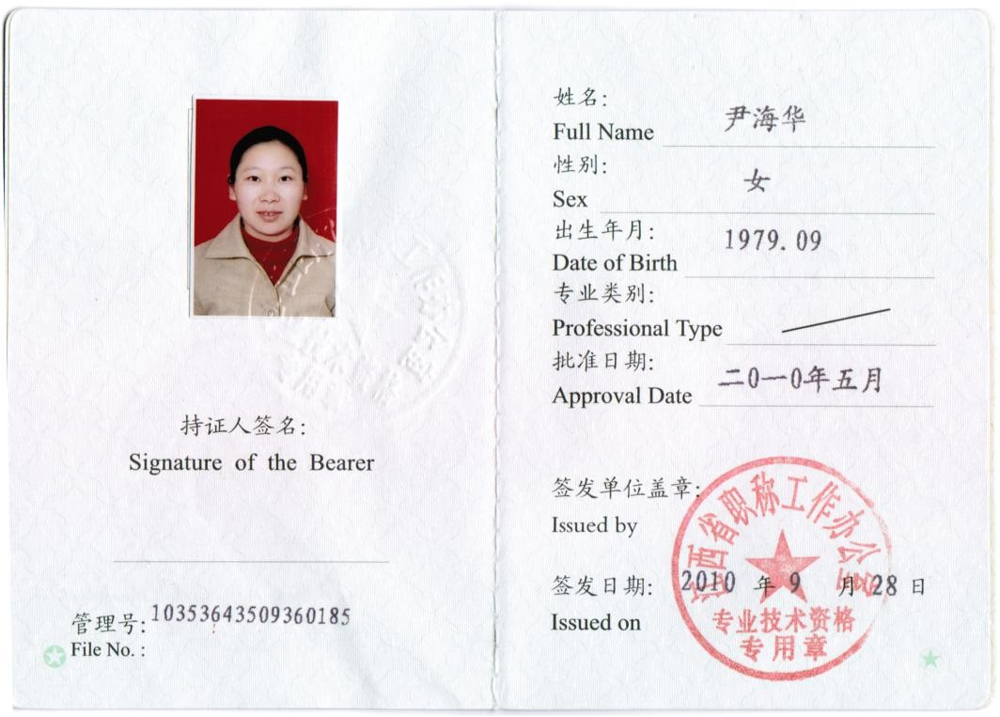 持证人签名:
Signature of the Bearer
管理号: 10353643509360185
File No. :
姓名:
Full Name 尹海华
性别:
Sex 女
出生年月:
Date of Birth 1979.09
专业类别:
Professional Type
批准日期:
Approval Date 二0一0年五月
签发单位盖章:
Issued by
江西省职称工作办公室
签发日期: 2010 年 9 月 28 日
Issued on
专业技术资格
专用章